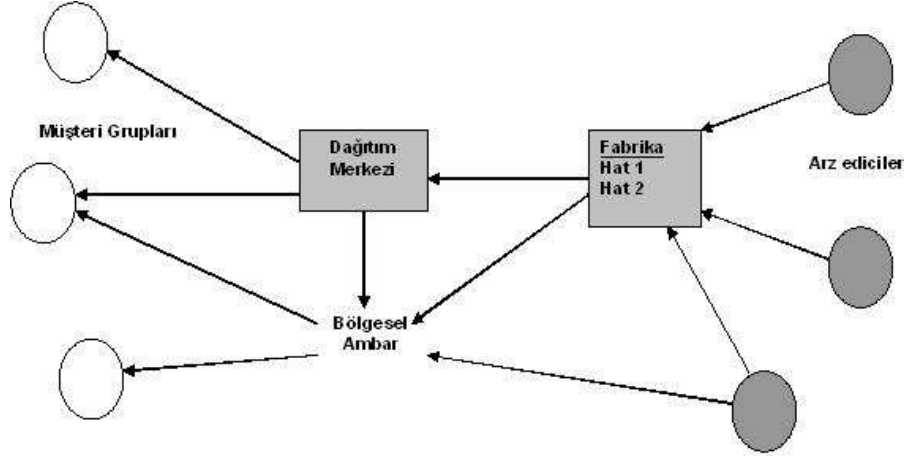 Müşteri Grupları
Dağıtım
Merkezi
Fabrika
Hat 1
Hat 2
Arz ediciler
Bölgesel
Ambar